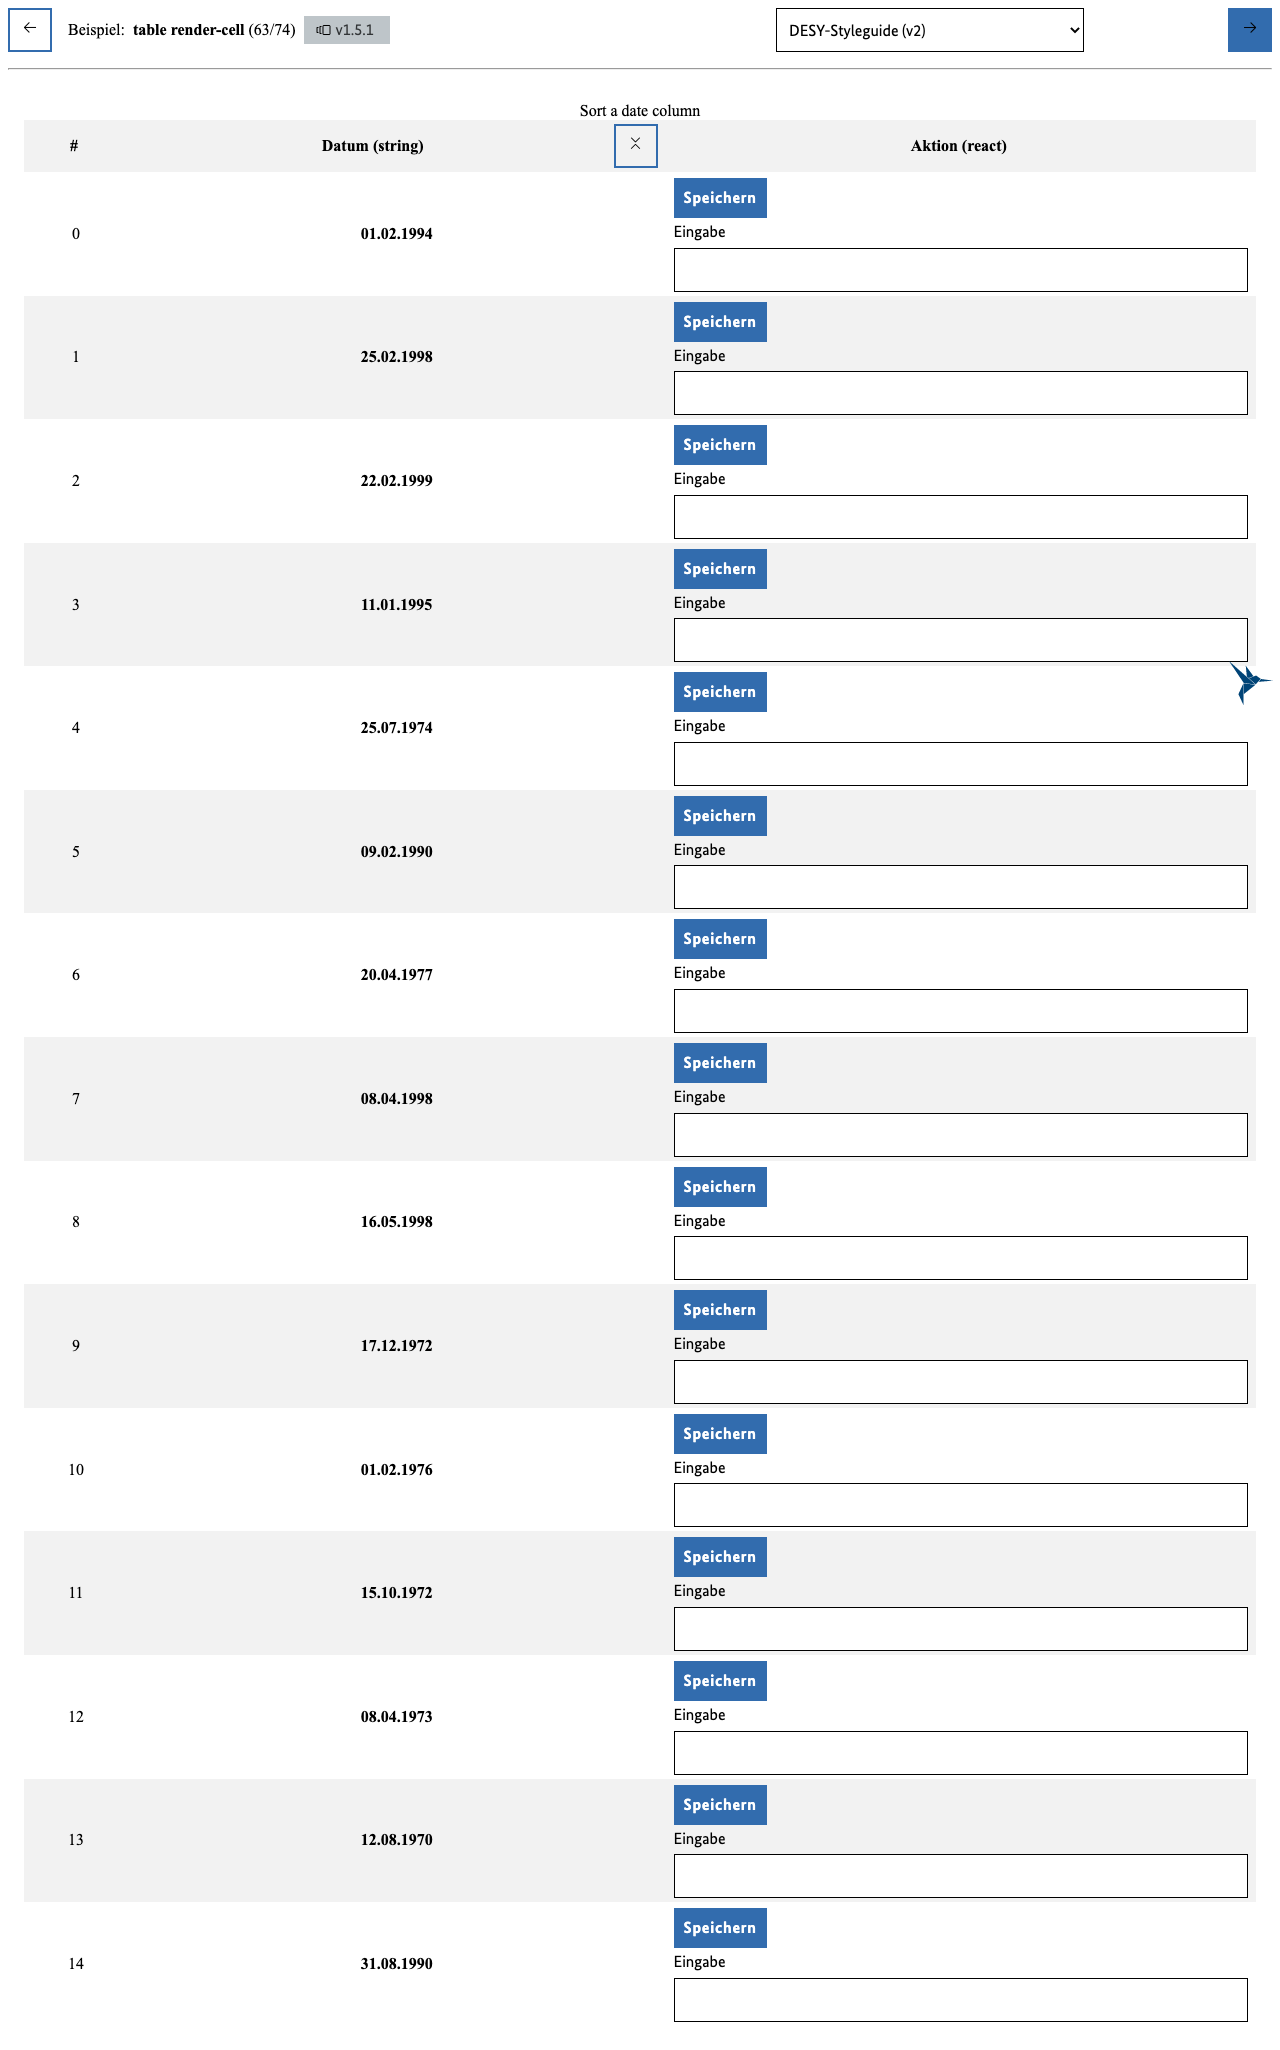 Beispiel: table render-cell (63/74) v1.5.1 DESY-Styleguide (v2)
Sort a date column
# Datum (string) Aktion (react)
Speichern
0 01.02.1994 Eingabe
Speichern
1 25.02.1998 Eingabe
Speichern
2 22.02.1999 Eingabe
Speichern
3 11.01.1995 Eingabe
Speichern
4 25.07.1974 Eingabe
Speichern
5 09.02.1990 Eingabe
Speichern
6 20.04.1977 Eingabe
Speichern
7 08.04.1998 Eingabe
Speichern
8 16.05.1998 Eingabe
Speichern
9 17.12.1972 Eingabe
Speichern
10 01.02.1976 Eingabe
Speichern
11 15.10.1972 Eingabe
Speichern
12 08.04.1973 Eingabe
Speichern
13 12.08.1970 Eingabe
Speichern
14 31.08.1990 Eingabe